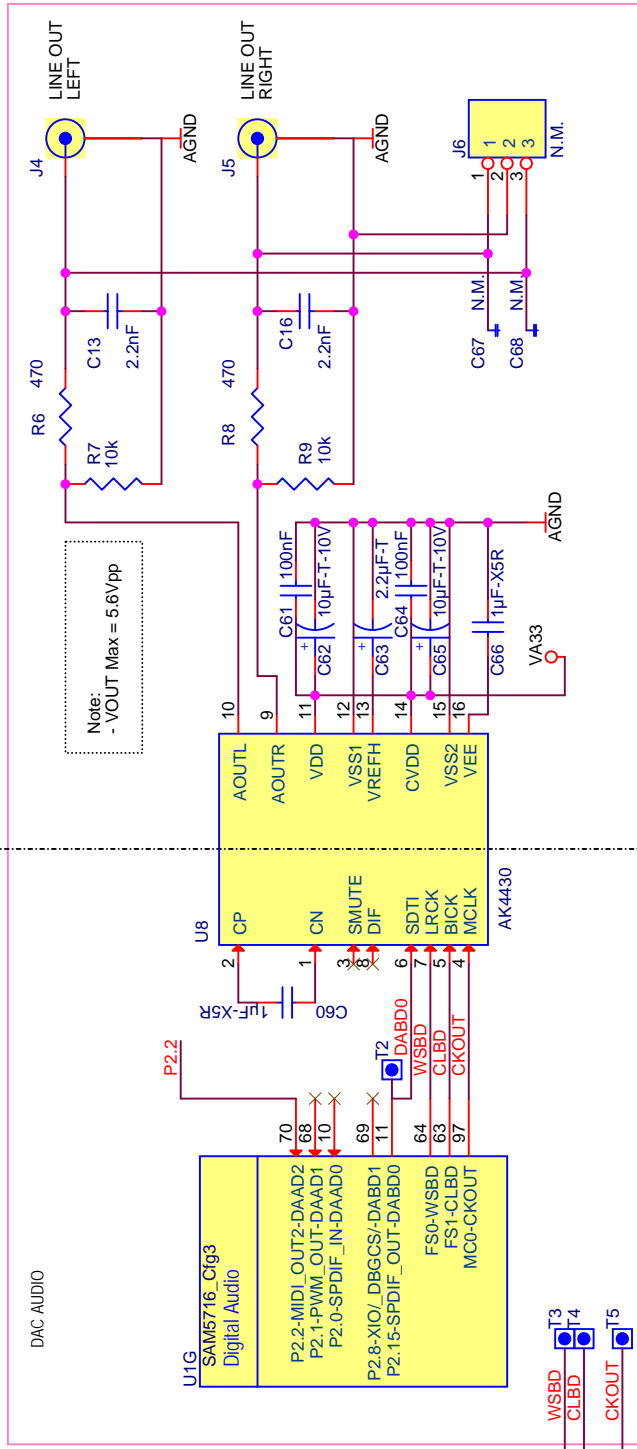 DAC AUDIO
LINE OUT
LEFT
J4
AGND
LINE OUT
RIGHT
J5
AGND
J6
1
2
3
N.M.
1
2
3
C13
2.2nF
C16
2.2nF
N.M.
C67
N.M.
C68
470
R6
R7
10k
470
R8
R9
10k
Note:
- VOUT Max = 5.6Vpp
C61
100nF
C62
10µF-T-10V
+
C63
2.2µF-T
+
C64
100nF
C65
10µF-T-10V
+
C66
1µF-X5R
AGND
VA33
10
9
11
12
13
14
15
16
AOUTL
AOUTR
VDD
VSS1
VREFH
CVDD
VSS2
VEE
U8
AK4430
CP
CN
SMUTE
DIF
SDTI
LRCK
BICK
MCLK
2
1
3
8
6
7
5
4
C60
1µF-X5R
P2.2
T2
DABD0
WSBD
CLBD
CKOUT
70
68
10
69
11
64
63
97
U1G
SAM5716_Cfg3
Digital Audio
P2.2-MIDI_OUT2-DAAD2
P2.1-PWM_OUT-DAAD1
P2.0-SPDIF_IN-DAAD0
P2.8-XIO/_DBGCS/-DABD1
P2.15-SPDIF_OUT-DABD0
FS0-WSBD
FS1-CLBD
MC0-CKOUT
WSBD
T3
CLBD
T4
CKOUT
T5